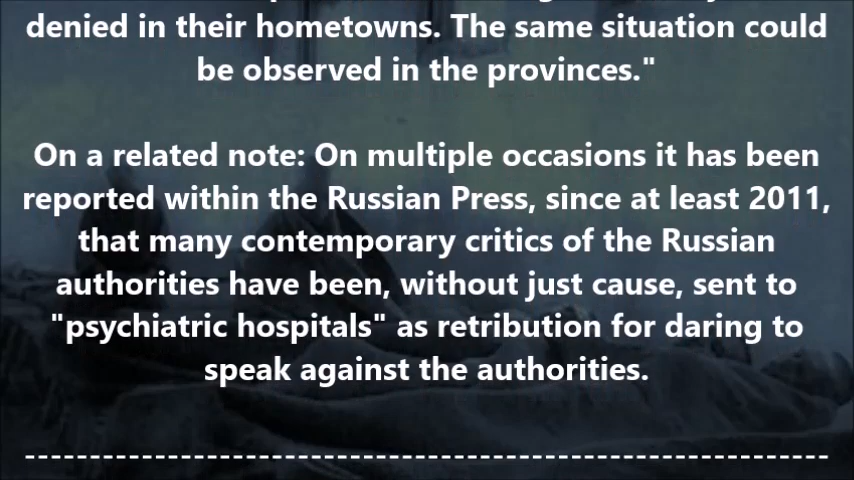 denied in their hometowns. The same situation could
be observed in the provinces."
On a related note: On multiple occasions it has been
reported within the Russian Press, since at least 2011,
that many contemporary critics of the Russian
authorities have been, without just cause, sent to
"psychiatric hospitals" as retribution for daring to
speak against the authorities.
--------------------------------------------------------------